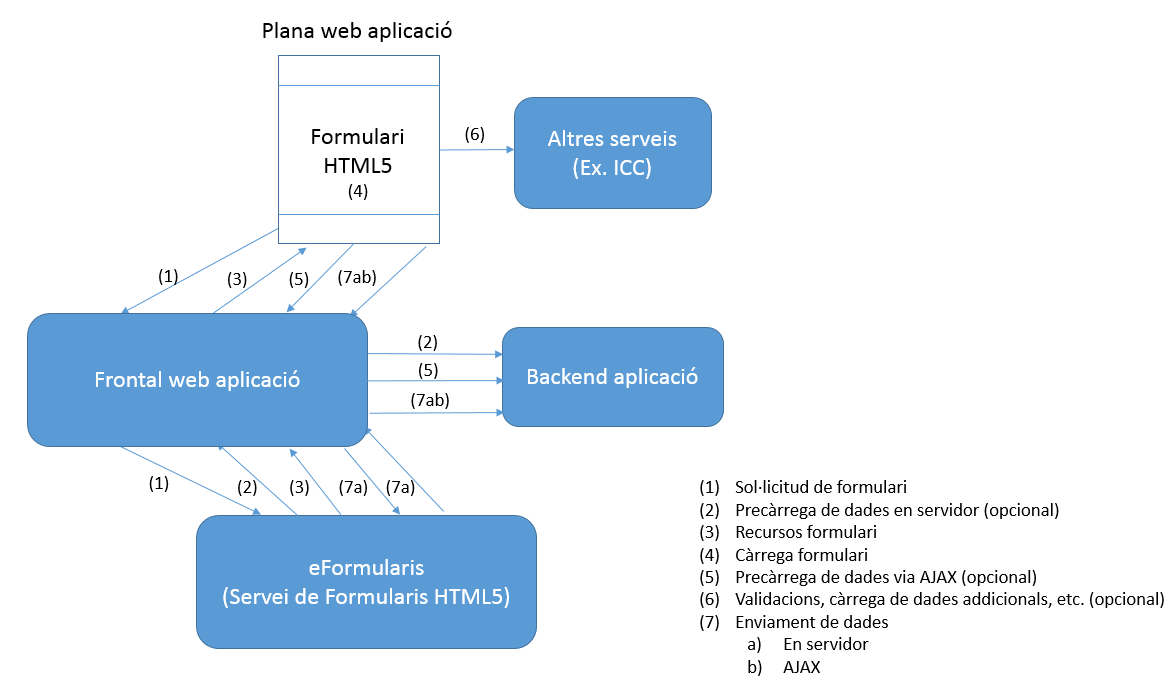 Plana web aplicació
Formulari
HTML5
(4)
(6)
Altres serveis
(Ex. ICC)
(1)
(3)
(5)
(7ab)
Frontal web aplicació
(2)
(5)
(7ab)
Backend aplicació
(1)
(2)
(3)
(7a)
(7a)
eFormularis
(Servei de Formularis HTML5)
(1) Sol·licitud de formulari
(2) Precàrrega de dades en servidor (opcional)
(3) Recursos formulari
(4) Càrrega formulari
(5) Precàrrega de dades via AJAX (opcional)
(6) Validacions, càrrega de dades addicionals, etc. (opcional)
(7) Enviament de dades
a) En servidor
b) AJAX